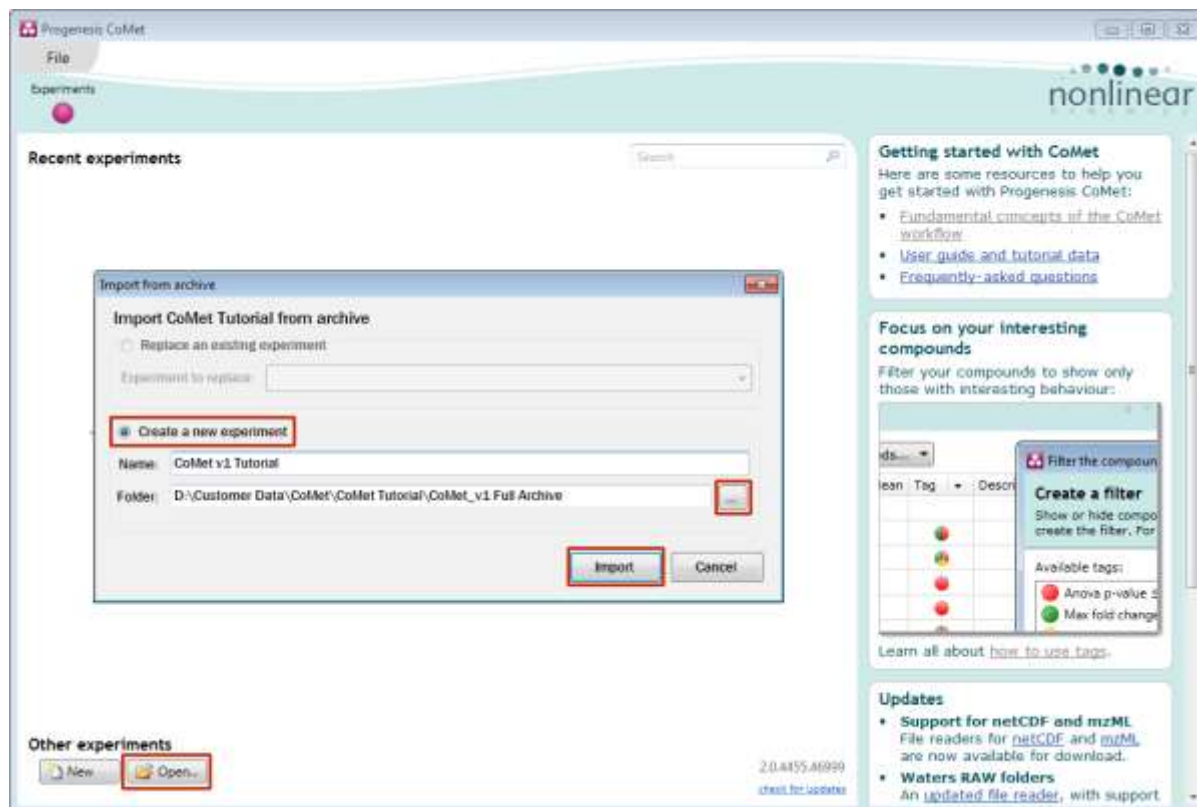 Progenesis CoMet
File
Experiments
nonlinear
Recent experiments
Search
Import from archive
Import CoMet Tutorial from archive
Replace an existing experiment
Experiment to replace:
Create a new experiment
Name: CoMet v1 Tutorial
Folder: D:\Customer Data\CoMet\CoMet Tutorial\CoMet_v1 Full Archive
...
Import Cancel
Other experiments
New Open...
2.0.4455.46999
check for updates
Getting started with CoMet
Here are some resources to help you
get started with Progenesis CoMet:
• Fundamental concepts of the CoMet
workflow
• User guide and tutorial data
• Frequently-asked questions
Focus on your interesting
compounds
Filter your compounds to show only
those with interesting behaviour:
ds...
Filter the compoun
ean Tag Descri
Create a filter
Show or hide compo
create the filter. For
Available tags:
Anova p-value ≤
Max fold change
Learn all about how to use tags.
Updates
• Support for netCDF and mzML
File readers for netCDF and mzML
are now available for download.
• Waters RAW folders
An updated file reader, with support